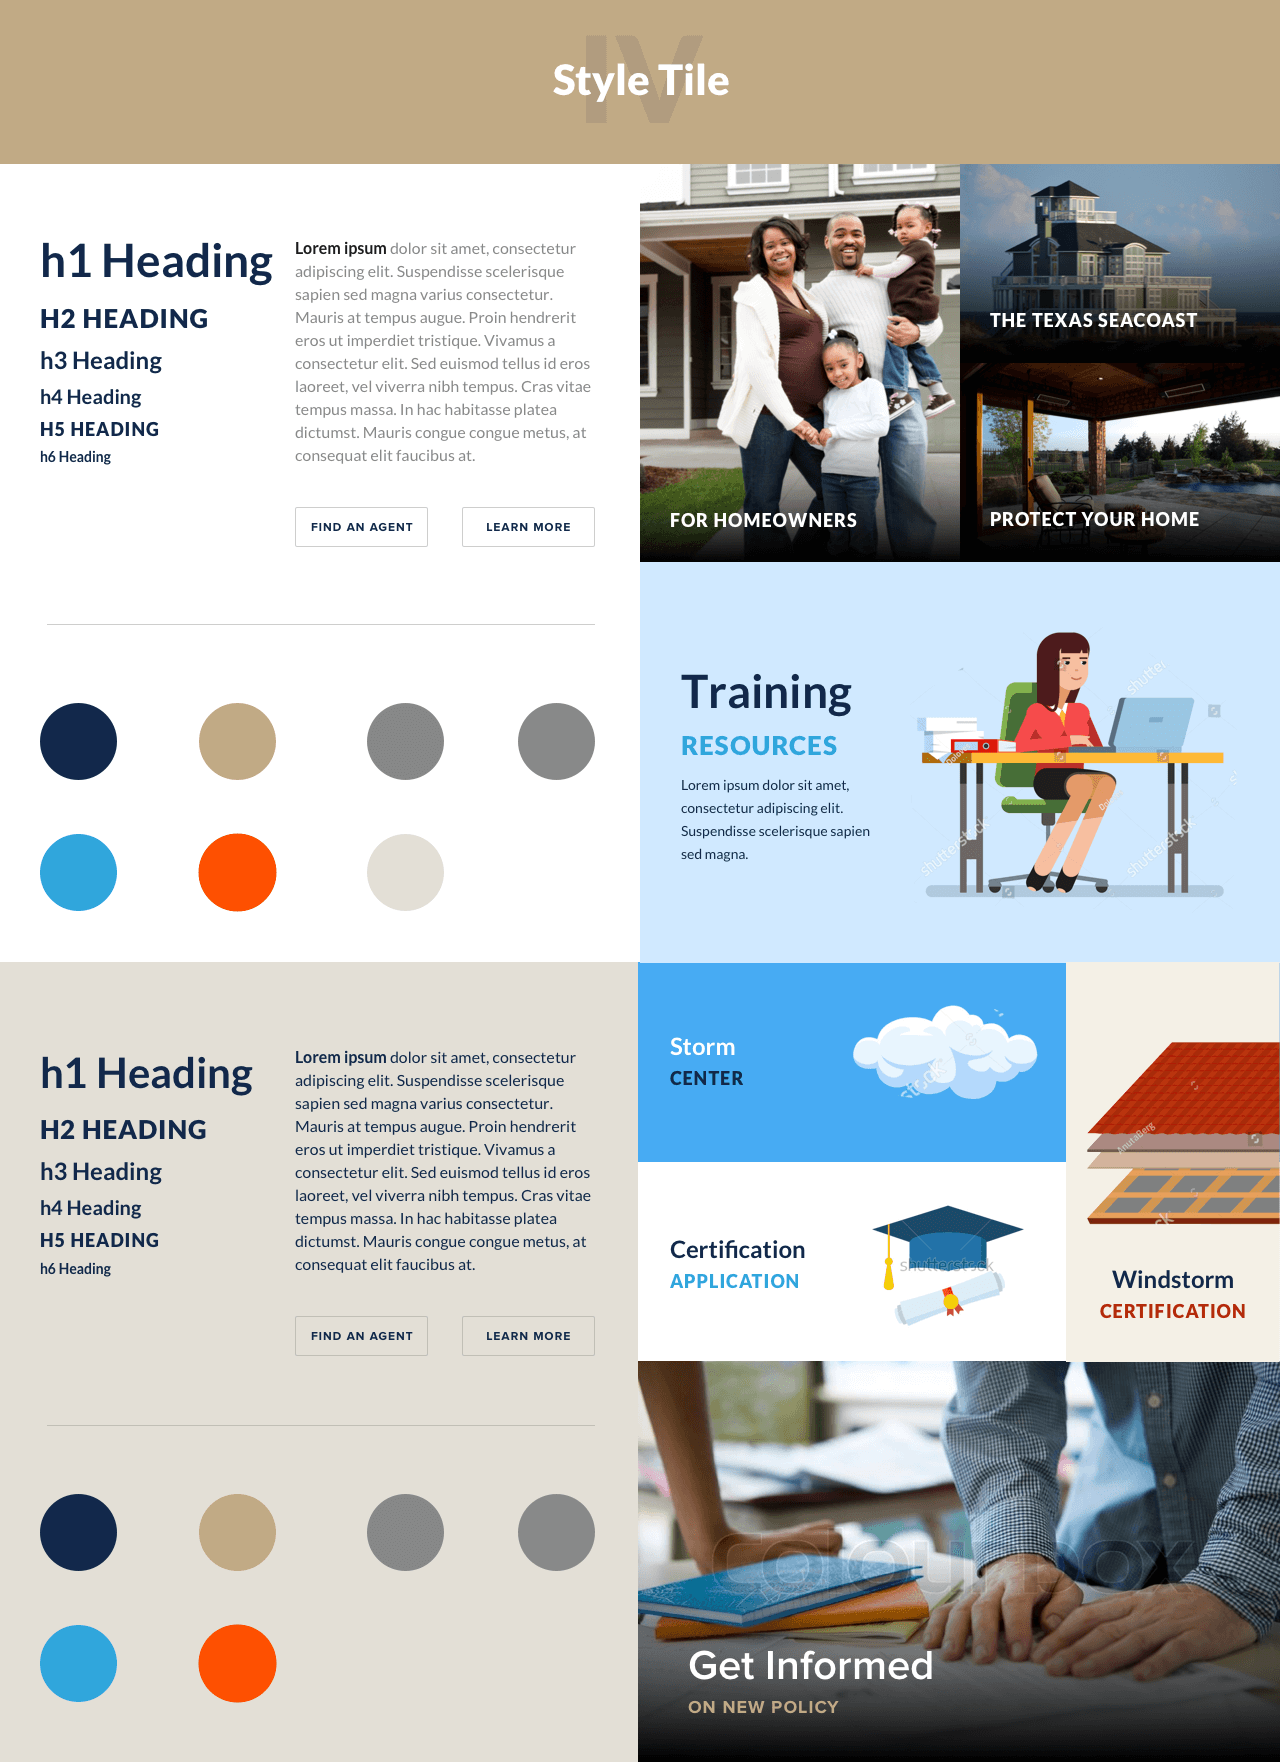 IV
Style Tile
h1 Heading
H2 HEADING
h3 Heading
h4 Heading
H5 HEADING
h6 Heading
Lorem ipsum dolor sit amet, consectetur
adipiscing elit. Suspendisse scelerisque
sapien sed magna varius consectetur.
Mauris at tempus augue. Proin hendrerit
eros ut imperdiet tristique. Vivamus a
consectetur elit. Sed euismod tellus id eros
laoreet, vel viverra nibh tempus. Cras vitae
tempus massa. In hac habitasse platea
dictumst. Mauris congue congue metus, at
consequat elit faucibus at.
FIND AN AGENT
LEARN MORE
THE TEXAS SEACOAST
FOR HOMEOWNERS
PROTECT YOUR HOME
Training
RESOURCES
Lorem ipsum dolor sit amet,
consectetur adipiscing elit.
Suspendisse scelerisque sapien
sed magna.
shutter
shutterstock
shutterstock
h1 Heading
H2 HEADING
h3 Heading
h4 Heading
H5 HEADING
h6 Heading
Lorem ipsum dolor sit amet, consectetur
adipiscing elit. Suspendisse scelerisque
sapien sed magna varius consectetur.
Mauris at tempus augue. Proin hendrerit
eros ut imperdiet tristique. Vivamus a
consectetur elit. Sed euismod tellus id eros
laoreet, vel viverra nibh tempus. Cras vitae
tempus massa. In hac habitasse platea
dictumst. Mauris congue congue metus, at
consequat elit faucibus at.
FIND AN AGENT
LEARN MORE
Storm
CENTER
stock
Certification
APPLICATION
shutterstock
AnutaBerg
ck
Windstorm
CERTIFICATION
colourbox
Get Informed
ON NEW POLICY